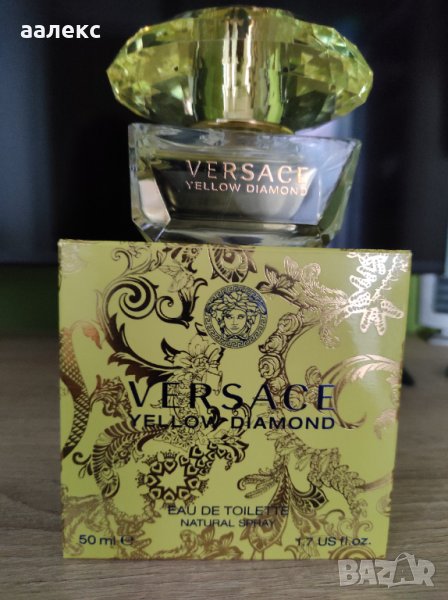 аалекс
VERSACE
YELLOW DIAMOND
VERSACE
YELLOW DIAMOND
EAU DE TOILETTE
NATURAL SPRAY
50 ml ℮ 1.7 US fl.oz.
BAZAR